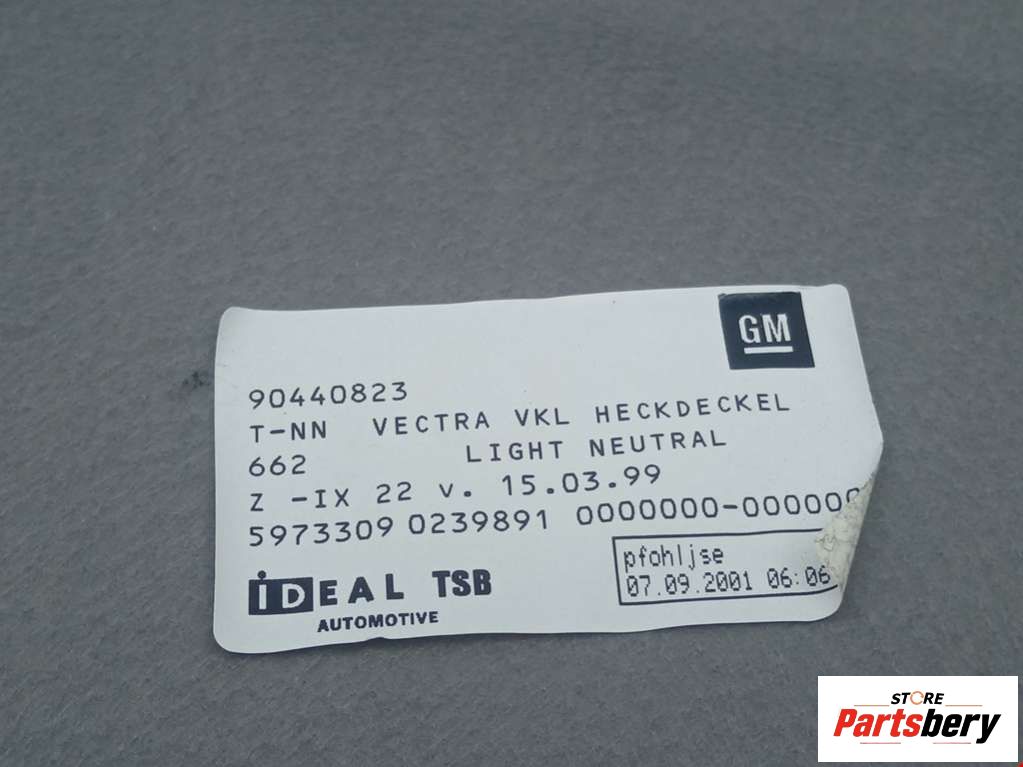 GM
90440823
T-NN VECTRA VKL HECKDECKEL
662 LIGHT NEUTRAL
Z -IX 22 v. 15.03.99
5973309 0239891 0000000-000000
pfohljse
07.09.2001 06:06
iDEAL TSB
AUTOMOTIVE
STORE
Partsbery